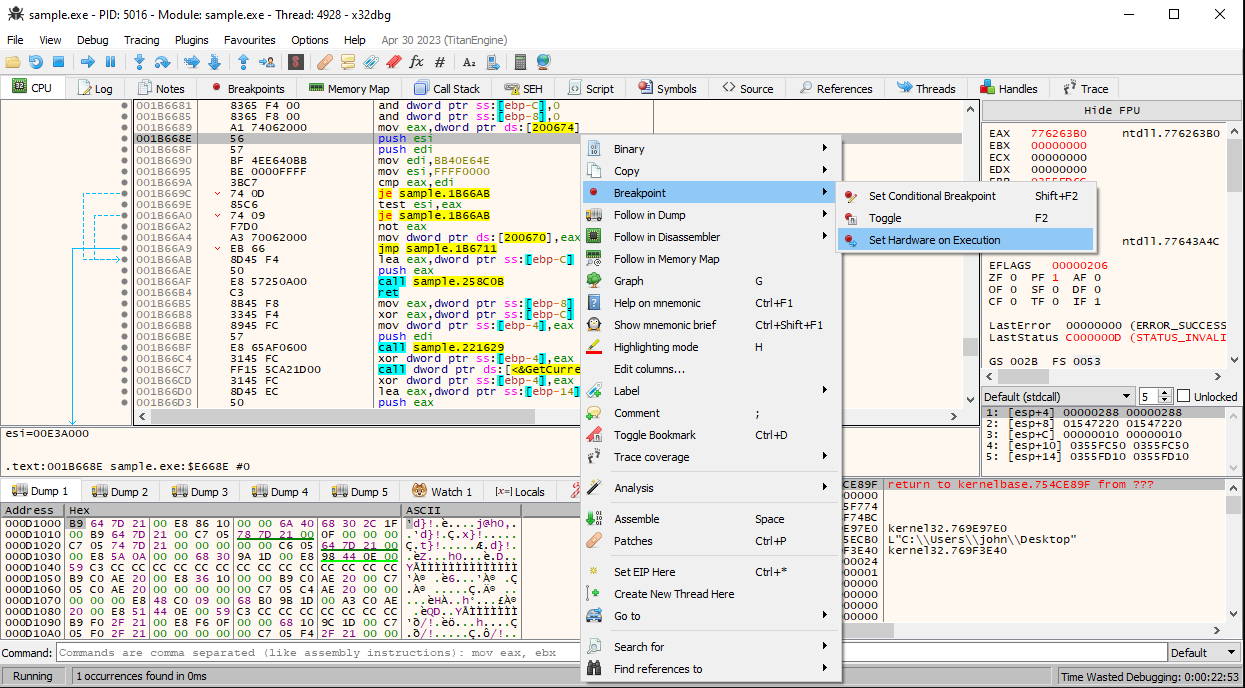 sample.exe - PID: 5016 - Module: sample.exe - Thread: 4928 - x32dbg
File View Debug Tracing Plugins Favourites Options Help Apr 30 2023 (TitanEngine)
CPU Log Notes Breakpoints Memory Map Call Stack SEH Script Symbols Source References Threads Handles Trace
001B6681 8365 F4 00 and dword ptr ss:[ebp-C],0
001B6685 8365 F8 00 and dword ptr ss:[ebp-8],0
001B6689 A1 74062000 mov eax,dword ptr ds:[200674]
001B668E 56 push esi
001B668F 57 push edi
001B6690 BF 4EE640BB mov edi,BB40E64E
001B6695 BE 0000FFFF mov esi,FFFF0000
001B669A 3BC7 cmp eax,edi
001B669C 74 0D je sample.1B66AB
001B669E 85C6 test esi,eax
001B66A0 74 09 je sample.1B66AB
001B66A2 F7D0 not eax
001B66A4 A3 70062000 mov dword ptr ds:[200670],eax
001B66A9 EB 66 jmp sample.1B6711
001B66AB 8D45 F4 lea eax,dword ptr ss:[ebp-C]
001B66AE 50 push eax
001B66AF E8 57250A00 call sample.258C0B
001B66B4 C3 ret
001B66B5 8B45 F8 mov eax,dword ptr ss:[ebp-8]
001B66B8 3345 F4 xor eax,dword ptr ss:[ebp-C]
001B66BB 8945 FC mov dword ptr ss:[ebp-4],eax
001B66BE 57 push edi
001B66BF E8 65AF0600 call sample.221629
001B66C4 3145 FC xor dword ptr ss:[ebp-4],eax
001B66C7 FF15 5CA21D00 call dword ptr ds:[<&GetCurre
001B66CD 3145 FC xor dword ptr ss:[ebp-4],eax
001B66D0 8D45 EC lea eax,dword ptr ss:[ebp-14]
001B66D3 50 push eax
Binary
Copy
Breakpoint
Follow in Dump
Follow in Disassembler
Follow in Memory Map
Graph G
Help on mnemonic Ctrl+F1
Show mnemonic brief Ctrl+Shift+F1
Highlighting mode H
Edit columns...
Label
Comment ;
Toggle Bookmark Ctrl+D
Trace coverage
Analysis
Assemble Space
Patches Ctrl+P
Set EIP Here Ctrl+*
Create New Thread Here
Go to
Search for
Find references to
Set Conditional Breakpoint Shift+F2
Toggle F2
Set Hardware on Execution
Hide FPU
EAX 776263B0 ntdll.776263B0
EBX 00000000
ECX 00000000
EDX 00000000
ntdll.77643A4C
EFLAGS 00000206
ZF 0 PF 1 AF 0
OF 0 SF 0 DF 0
CF 0 TF 0 IF 1
LastError 00000000 (ERROR_SUCCESS
LastStatus C000000D (STATUS_INVALI
GS 002B FS 0053
Default (stdcall) 5 Unlocked
1: [esp+4] 00000288 00000288
2: [esp+8] 01547220 01547220
3: [esp+C] 00000010 00000010
4: [esp+10] 0355FC50 0355FC50
5: [esp+14] 0355FD10 0355FD10
esi=00E3A000
.text:001B668E sample.exe:$E668E #0
Dump 1 Dump 2 Dump 3 Dump 4 Dump 5 Watch 1 [x=] Locals
Address Hex ASCII
000D1000 B9 64 7D 21 00 E8 86 10 00 00 6A 40 68 30 2C 1F
000D1010 00 B9 64 7D 21 00 C7 05 78 7D 21 00 0F 00 00 00
000D1020 C7 05 74 7D 21 00 00 00 00 00 C6 05 64 7D 21 00
000D1030 00 E8 5A 0A 00 00 68 30 9A 1D 00 E8 98 44 0E 00
000D1040 59 C3 CC CC CC CC CC CC CC CC CC CC CC CC CC CC
000D1050 B9 C0 AE 20 00 E8 36 10 00 00 B9 C0 AE 20 00 C7
000D1060 05 C0 AE 20 00 00 00 00 00 C7 05 C4 AE 20 00
000D1070 00 00 00 E8 48 C0 09 00 68 B0 9B 1D 00 A3 C0 AE
000D1080 20 00 E8 51 44 0E 00 59 C3 CC CC CC CC CC CC CC
000D1090 B9 F0 2F 21 00 E8 F6 0F 00 00 68 10 9C 1D 00 C7
000D10A0 05 F0 2F 21 00 00 00 00 00 C7 05 F4 2F 21 00 00
CE89F return to kernelbase.754CE89F from ???
00000
5F774
F74BC
E97E0 kernel32.769E97E0
5ECB0 L"C:\\Users\\john\\Desktop"
F3E40 kernel32.769F3E40
00024
00001
00000
00000
00000
00000
Command: Commands are comma separated (like assembly instructions): mov eax, ebx Default
Running 1 occurrences found in 0ms Time Wasted Debugging: 0:00:22:53